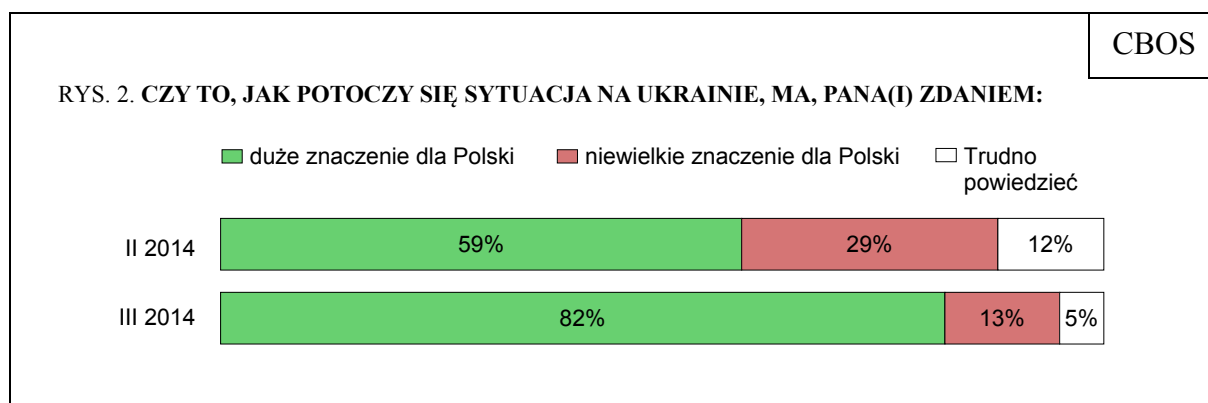 CBOS
RYS. 2. CZY TO, JAK POTOCZY SIĘ SYTUACJA NA UKRAINIE, MA, PANA(I) ZDANIEM:
duże znaczenie dla Polski niewielkie znaczenie dla Polski Trudno
powiedzieć
II 2014 59% 29% 12%
III 2014 82% 13% 5%